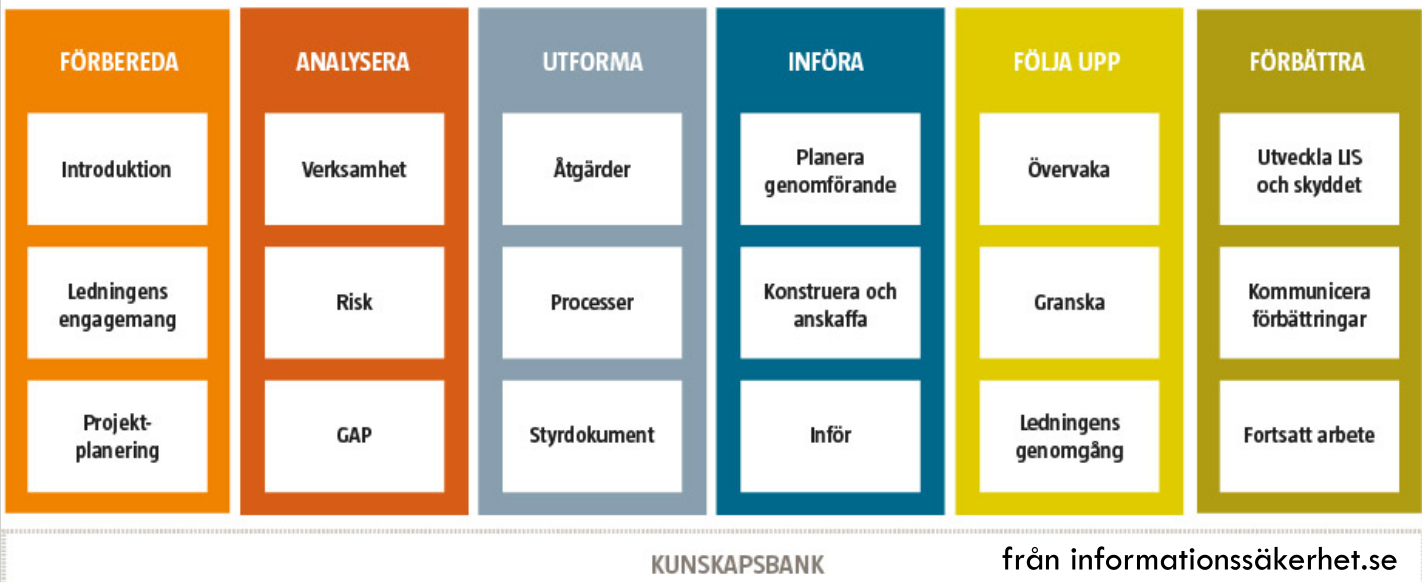 FÖRBEREDA
Introduktion
Ledningens
engagemang
Projekt-
planering
ANALYSERA
Verksamhet
Risk
GAP
UTFORMA
Åtgärder
Processer
Styrdokument
INFÖRA
Planera
genomförande
Konstruera och
anskaffa
Inför
FÖLJA UPP
Övervaka
Granska
Ledningens
genomgång
FÖRBÄTTRA
Utveckla LIS
och skyddet
Kommunicera
förbättringar
Fortsatt arbete
KUNSKAPSBANK
från informationssäkerhet.se